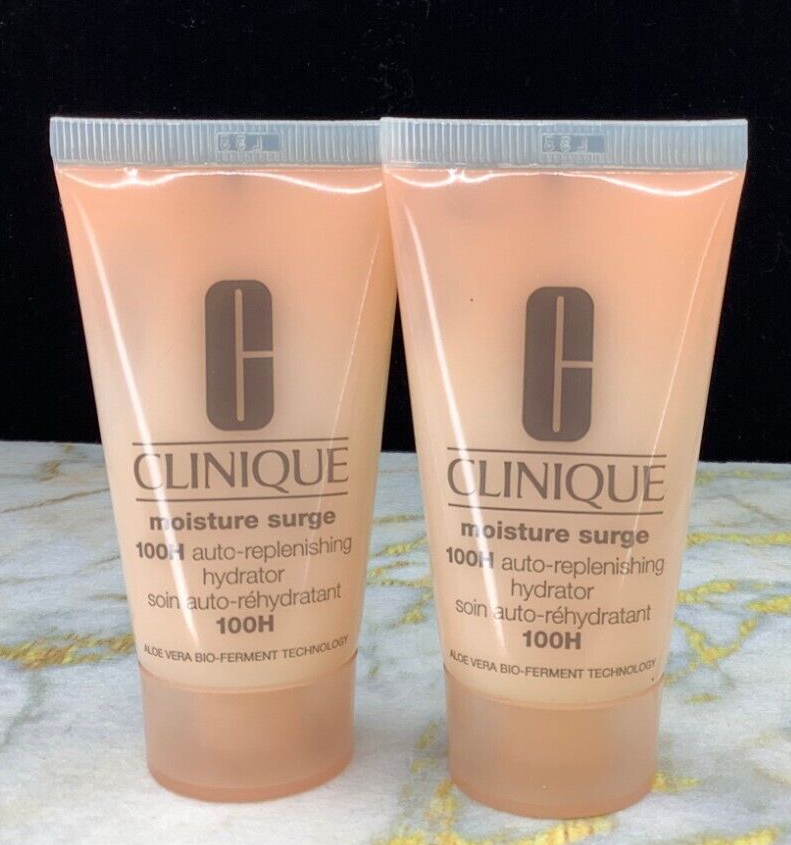 C
CLINIQUE
moisture surge
100H auto-replenishing
hydrator
soin auto-réhydratant
100H
ALOE VERA BIO-FERMENT TECHNOLOGY
C
CLINIQUE
moisture surge
100H auto-replenishing
hydrator
soin auto-réhydratant
100H
ALOE VERA BIO-FERMENT TECHNOLOGY